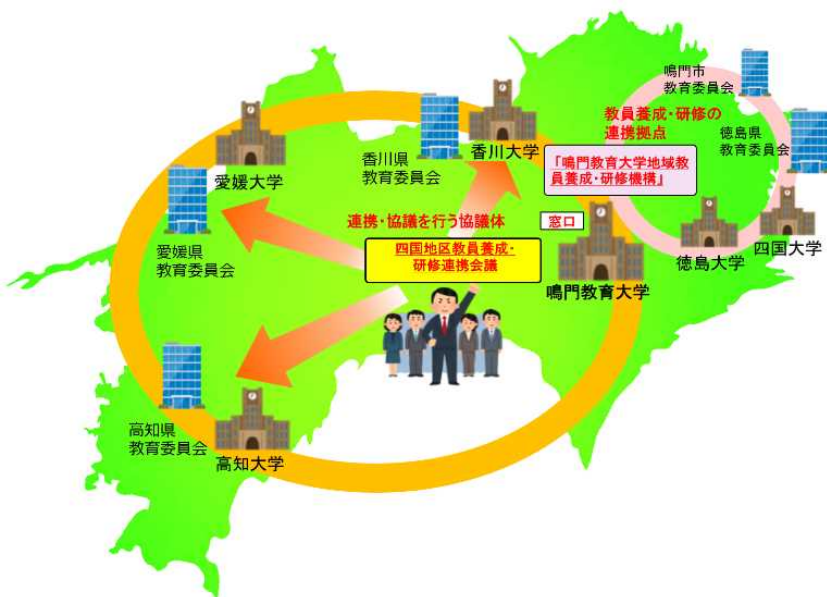 鳴門市
教育委員会
教員養成・研修の
連携拠点
徳島県
教育委員会
香川県
教育委員会
香川大学
「鳴門教育大学地域教
員養成・研修機構』
愛媛大学
連携・協議を行う協議体
窓口
四国地区教員養成・
研修連携会議
愛媛県
教育委員会
鳴門教育大学
徳島大学
四国大学
高知県
教育委員会
高知大学